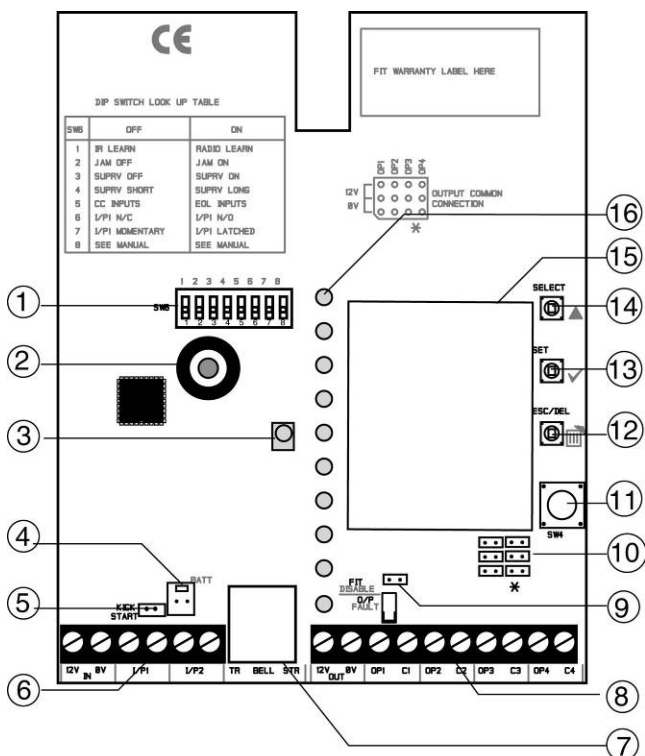 CE
FIT WARRANTY LABEL HERE
DIP SWITCH LOOK UP TABLE
SW6 OFF ON
1 IR LEARN RADIO LEARN
2 JAM OFF JAM ON
3 SUPRV OFF SUPRV ON
4 SUPRV SHORT SUPRV LONG
5 CC INPUTS EOL INPUTS
6 I/P1 N/C I/P1 N/O
7 I/P1 MOMENTARY I/P1 LATCHED
8 SEE MANUAL SEE MANUAL
OP1 OP2 OP3 OP4
12V
0V
OUTPUT COMMON
CONNECTION
*
16
15
SELECT
14
1 2 3 4 5 6 7 8
SW6
1 2 3 4 5 6 7 8
1
2
SET
13
3
ESC/DEL
12
11
SW4
4
BATT
10
*
5
KICK
START
FIT
DISABLE
O/P
FAULT
9
12V 0V I/P1 I/P2 TR BELL STR 12V 0V OP1 C1 OP2 C2 OP3 C3 OP4 C4
IN OUT
6
8
7